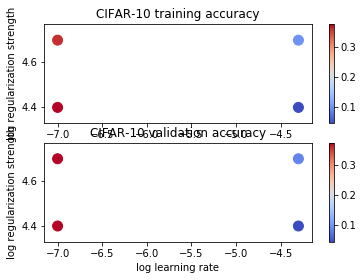 CIFAR-10 training accuracy
log regularization strength
4.6
4.4
−7.0 −6.5 −6.0 −5.5 −5.0 −4.5
0.3
0.2
0.1
CIFAR-10 validation accuracy
log regularization strength
4.6
4.4
−7.0 −6.5 −6.0 −5.5 −5.0 −4.5
log learning rate
0.3
0.2
0.1